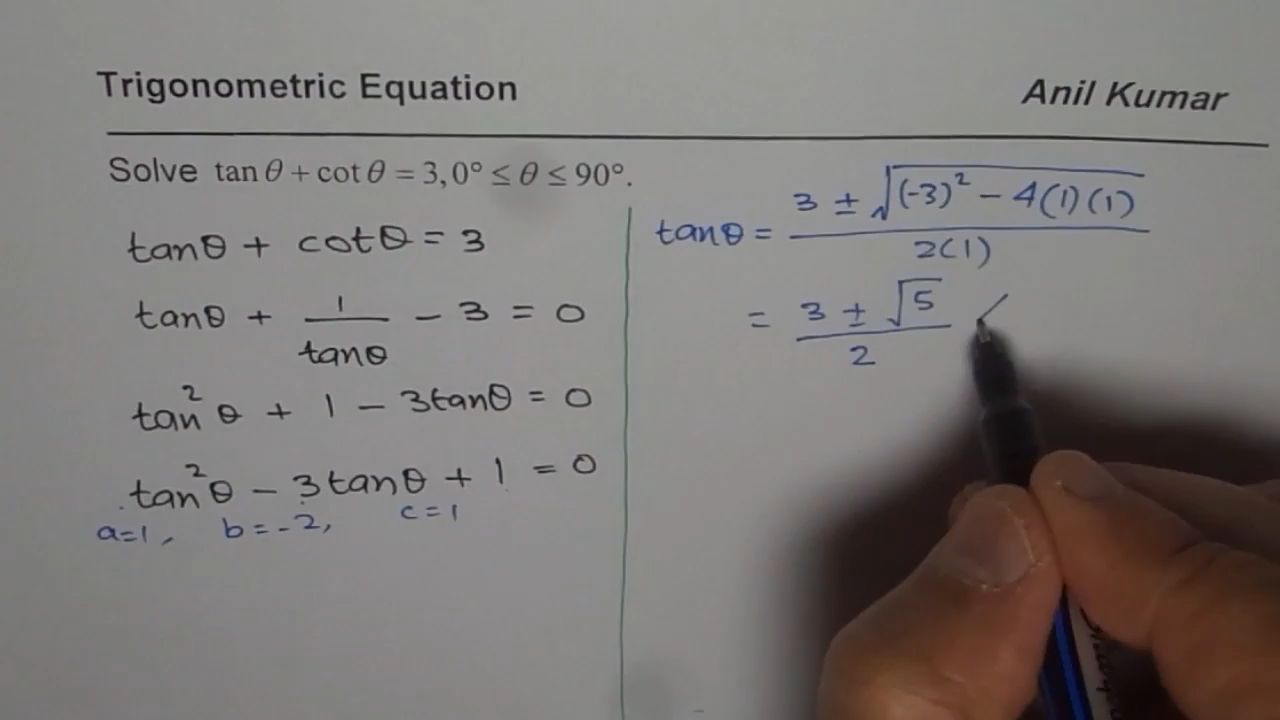 Trigonometric Equation
Anil Kumar
Solve tan θ + cot θ = 3, 0° ≤ θ ≤ 90°.
tanθ + cotθ = 3
tanθ + 1/tanθ − 3 = 0
tan²θ + 1 − 3tanθ = 0
tan²θ − 3tanθ + 1 = 0
a=1, b=-2, c=1
tanθ = (3 ± √((-3)² − 4(1)(1)))/2(1)
= (3 ± √5)/2